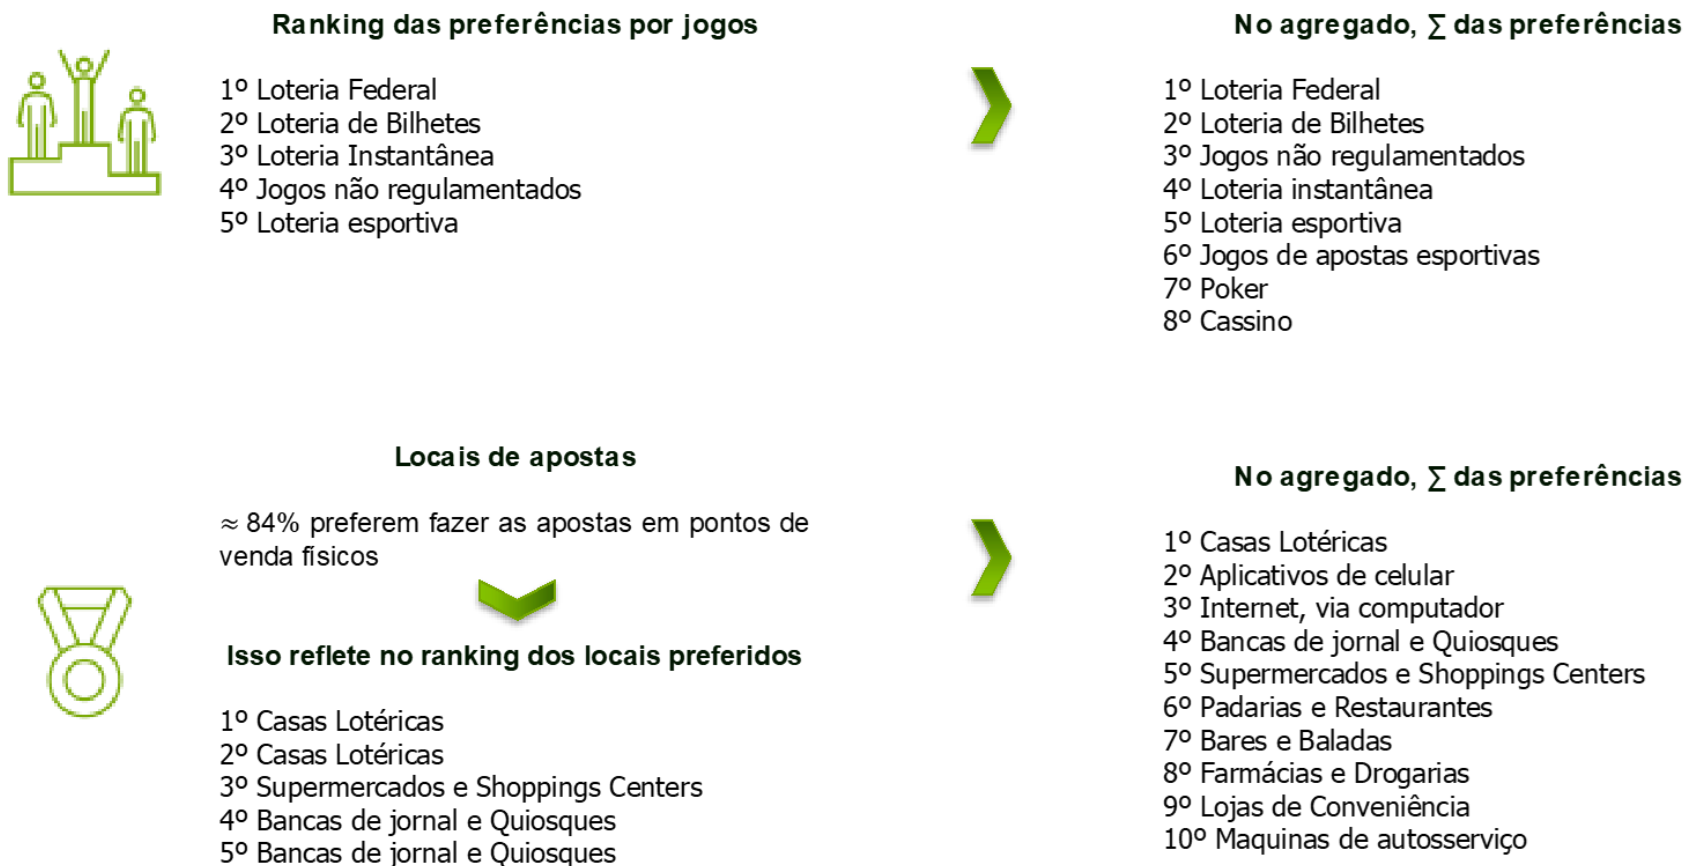 Ranking das preferências por jogos
1º Loteria Federal
2º Loteria de Bilhetes
3º Loteria Instantânea
4º Jogos não regulamentados
5º Loteria esportiva
No agregado, ∑ das preferências
1º Loteria Federal
2º Loteria de Bilhetes
3º Jogos não regulamentados
4º Loteria instantânea
5º Loteria esportiva
6º Jogos de apostas esportivas
7º Poker
8º Cassino
Locais de apostas
≈ 84% preferem fazer as apostas em pontos de
venda físicos
Isso reflete no ranking dos locais preferidos
1º Casas Lotéricas
2º Casas Lotéricas
3º Supermercados e Shoppings Centers
4º Bancas de jornal e Quiosques
5º Bancas de jornal e Quiosques
No agregado, ∑ das preferências
1º Casas Lotéricas
2º Aplicativos de celular
3º Internet, via computador
4º Bancas de jornal e Quiosques
5º Supermercados e Shoppings Centers
6º Padarias e Restaurantes
7º Bares e Baladas
8º Farmácias e Drogarias
9º Lojas de Conveniência
10º Maquinas de autosserviço